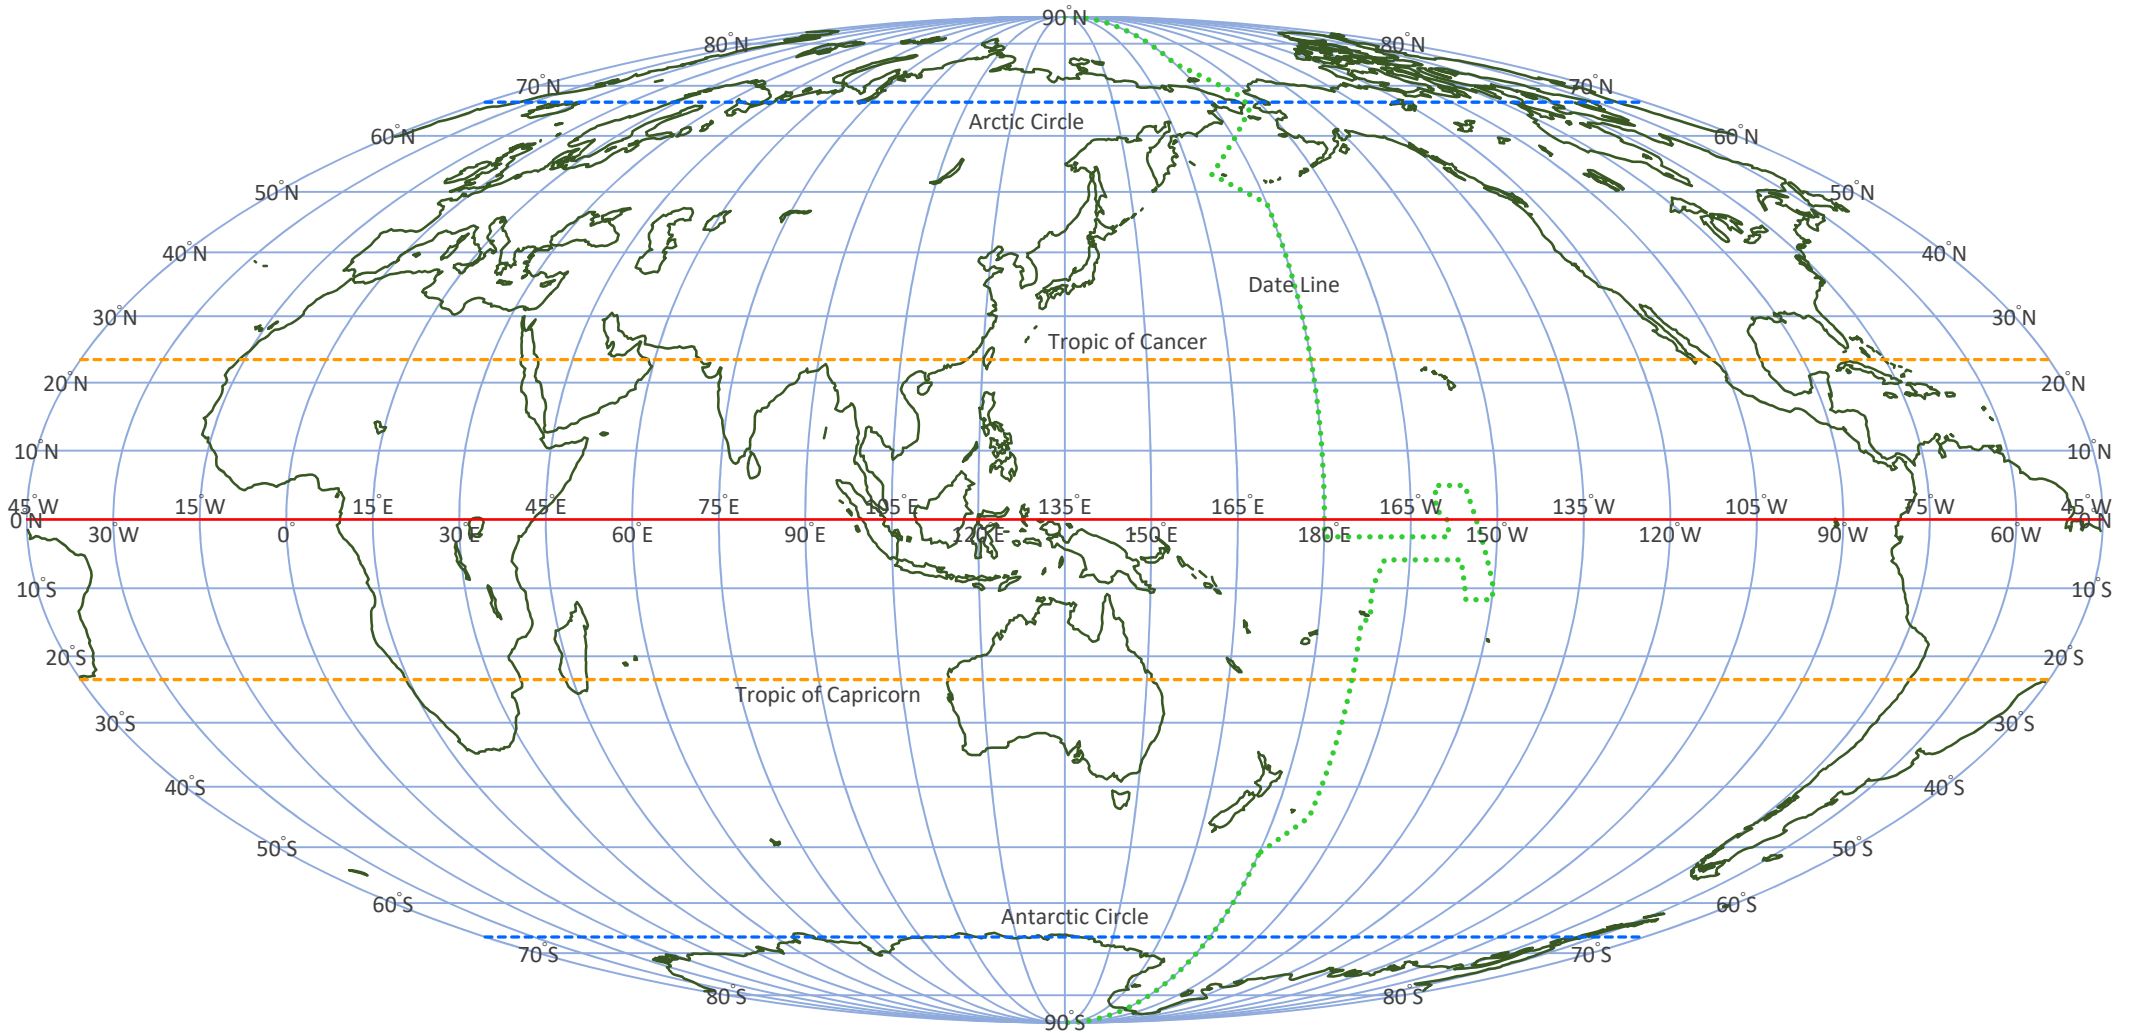 90°N
80°N 80°N
70°N 70°N
Arctic Circle
60°N 60°N
50°N 50°N
40°N 40°N
Date Line
30°N 30°N
Tropic of Cancer
20°N 20°N
10°N 10°N
45°W 15°W 15°E 45°E 75°E 105°E 135°E 165°E 165°W 135°W 105°W 75°W 45°W
0°N 0°N
30°W 0° 30°E 60°E 90°E 120°E 150°E 180°E 150°W 120°W 90°W 60°W
10°S 10°S
20°S 20°S
Tropic of Capricorn
30°S 30°S
40°S 40°S
50°S 50°S
60°S 60°S
Antarctic Circle
70°S 70°S
80°S 80°S
90°S